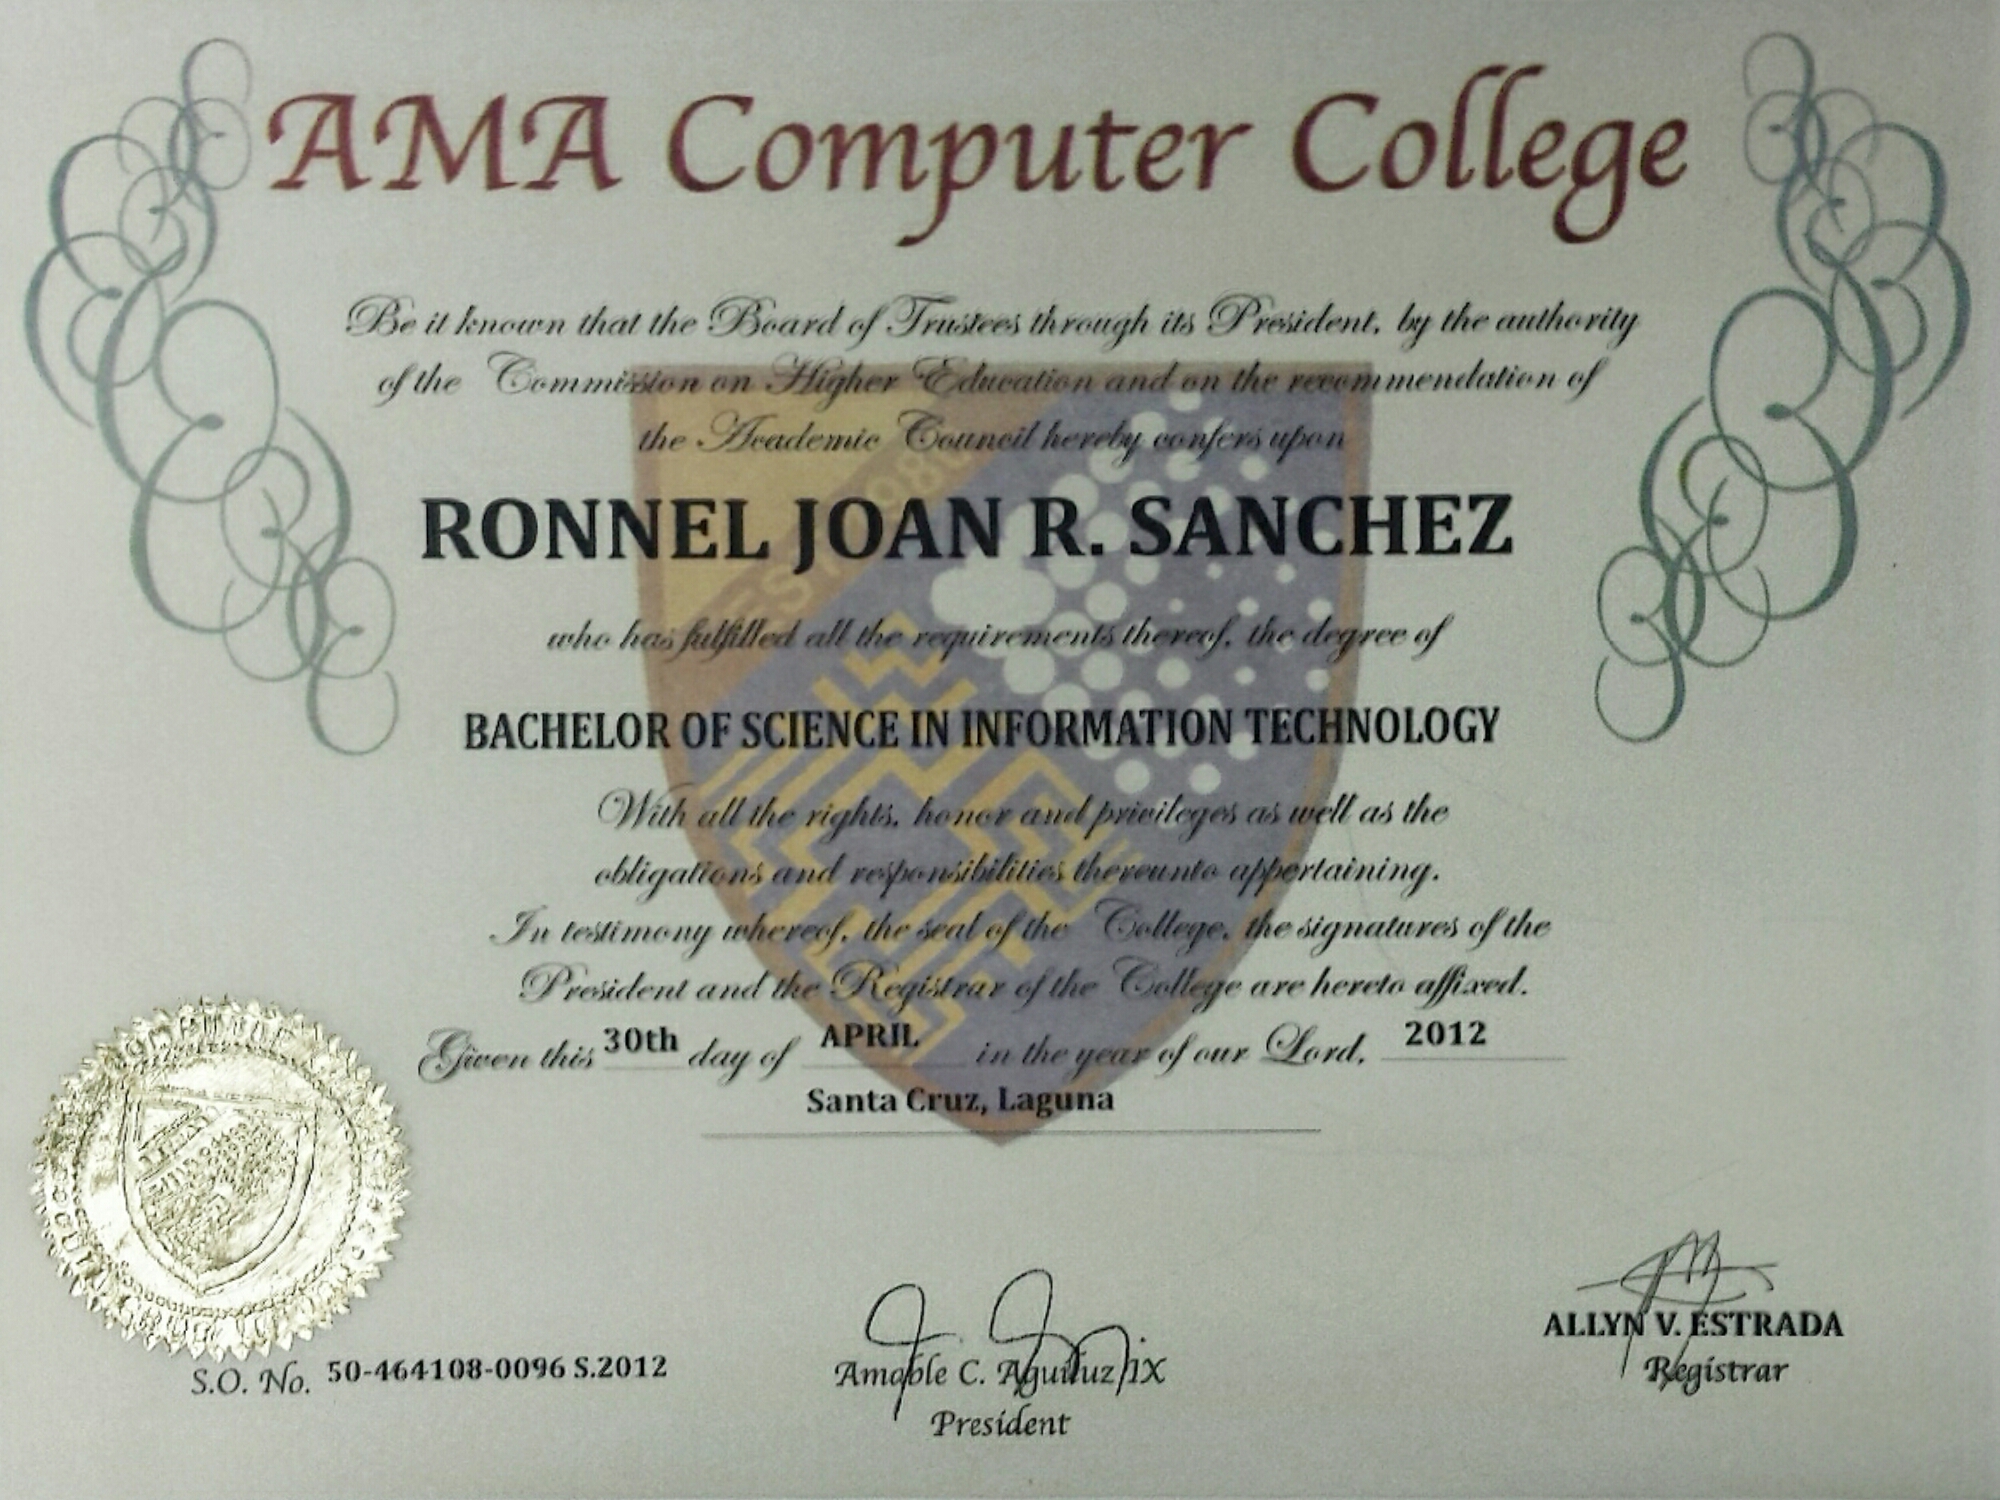 AMA Computer College
Be it known that the Board of Trustees through its President, by the authority
of the Commission on Higher Education and on the recommendation of
the Academic Council hereby confers upon
RONNEL JOAN R. SANCHEZ
who has fulfilled all the requirements thereof, the degree of
BACHELOR OF SCIENCE IN INFORMATION TECHNOLOGY
With all the rights, honor and privileges as well as the
obligations and responsibilities thereunto appertaining.
In testimony whereof, the seal of the College, the signatures of the
President and the Registrar of the College are hereto affixed.
Given this 30th day of APRIL in the year of our Lord, 2012
Santa Cruz, Laguna
ALLYN V. ESTRADA
Registrar
S.O. No. 50-464108-0096 S.2012
Amable C. Aguiluz IX
President